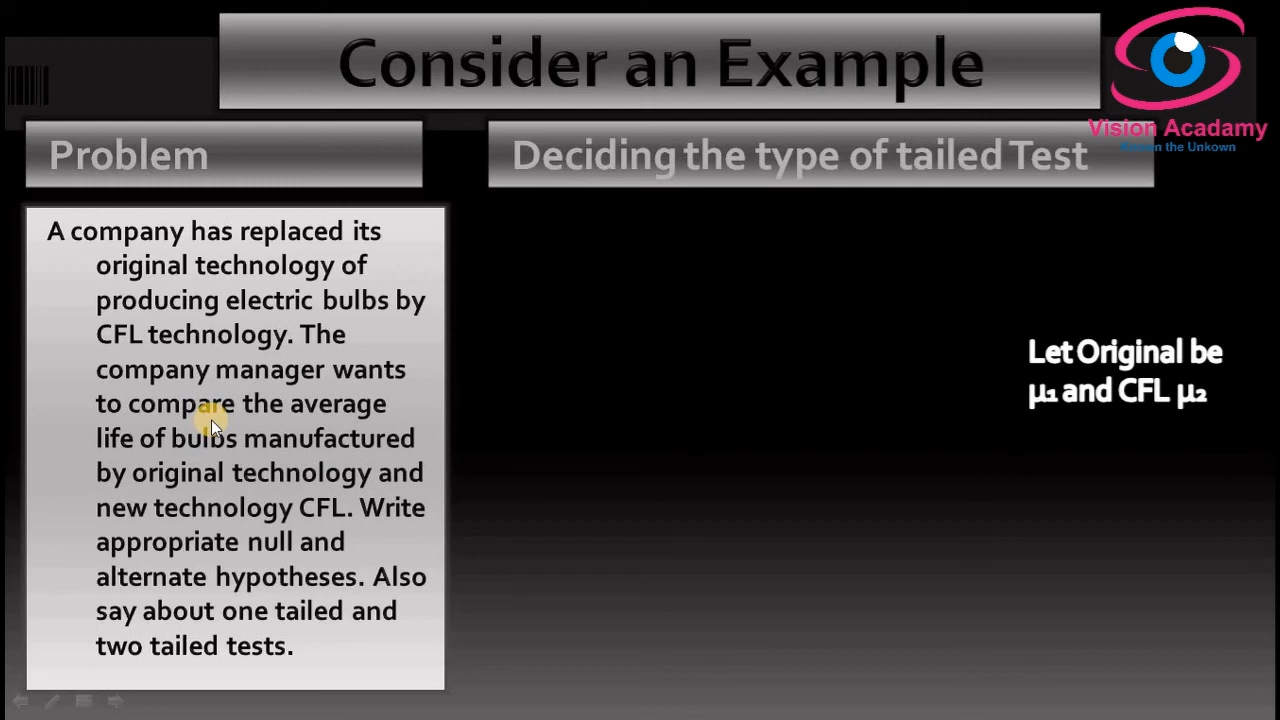 Consider an Example
Vision Acadamy
the Unkown
Problem
Deciding the type of tailed Test
A company has replaced its
original technology of
producing electric bulbs by
CFL technology. The
company manager wants
to compare the average
life of bulbs manufactured
by original technology and
new technology CFL. Write
appropriate null and
alternate hypotheses. Also
say about one tailed and
two tailed tests.
Let Original be
μ₁ and CFL μ₂